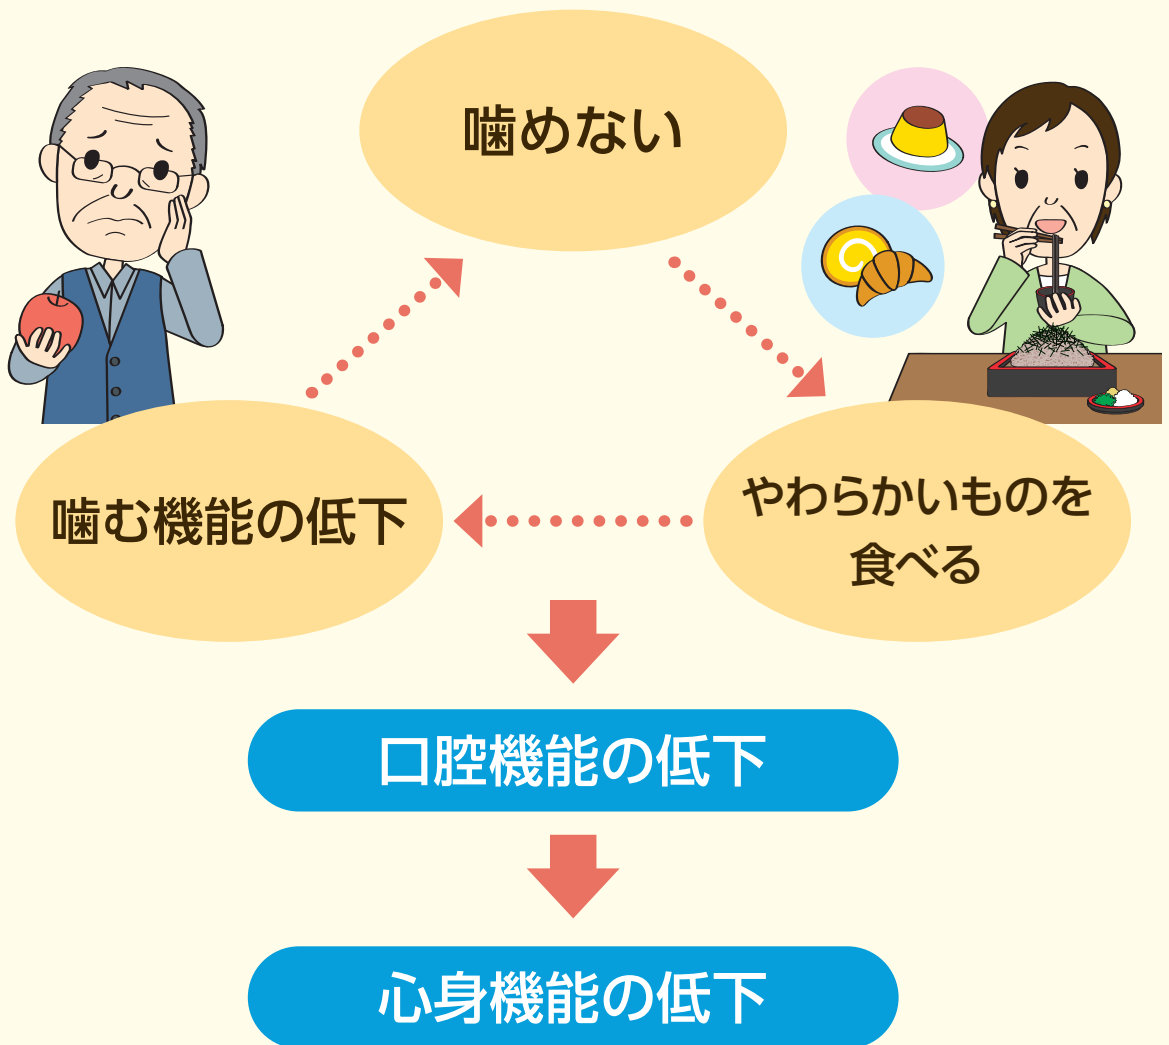 噛めない
やわらかいものを
食べる
噛む機能の低下
口腔機能の低下
心身機能の低下